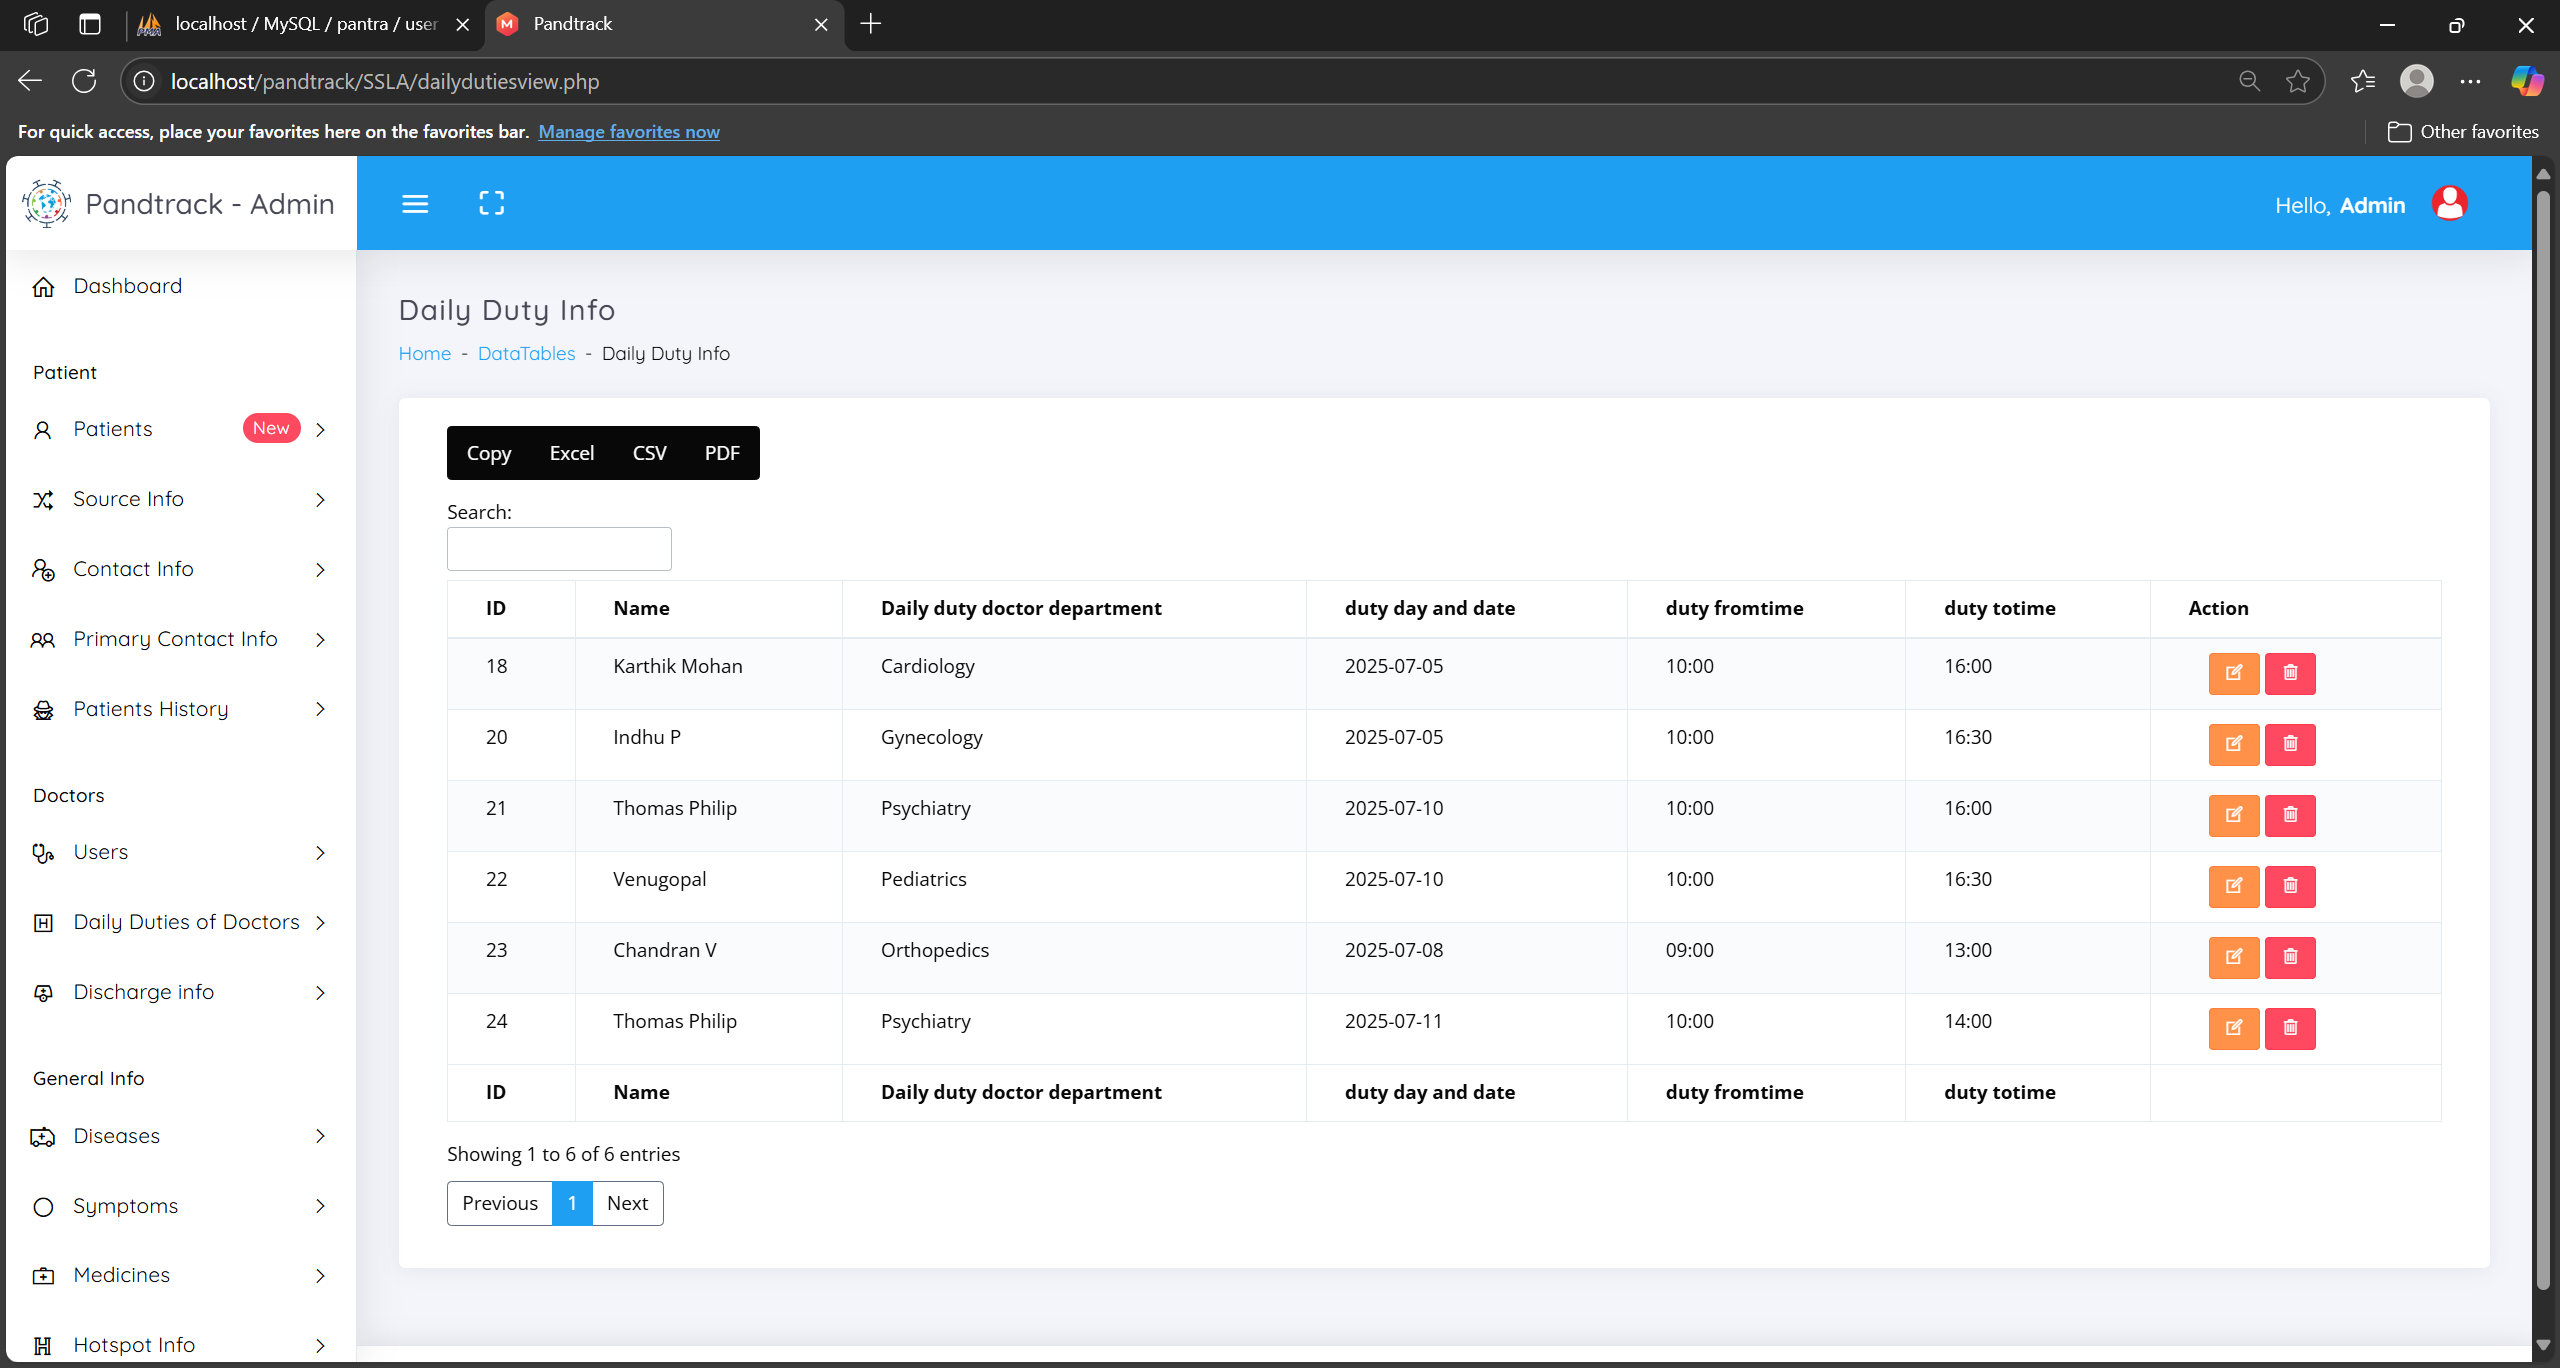 localhost / MySQL / pantra / user
Pandtrack
localhost/pandtrack/SSLA/dailydutiesview.php
For quick access, place your favorites here on the favorites bar. Manage favorites now
Other favorites
Pandtrack - Admin
Hello, Admin
Dashboard
Patient
Patients New
Source Info
Contact Info
Primary Contact Info
Patients History
Doctors
Users
Daily Duties of Doctors
Discharge info
General Info
Diseases
Symptoms
Medicines
Hotspot Info
Daily Duty Info
Home - DataTables - Daily Duty Info
Copy Excel CSV PDF
Search:
ID Name Daily duty doctor department duty day and date duty fromtime duty totime Action
18 Karthik Mohan Cardiology 2025-07-05 10:00 16:00
20 Indhu P Gynecology 2025-07-05 10:00 16:30
21 Thomas Philip Psychiatry 2025-07-10 10:00 16:00
22 Venugopal Pediatrics 2025-07-10 10:00 16:30
23 Chandran V Orthopedics 2025-07-08 09:00 13:00
24 Thomas Philip Psychiatry 2025-07-11 10:00 14:00
ID Name Daily duty doctor department duty day and date duty fromtime duty totime
Showing 1 to 6 of 6 entries
Previous 1 Next